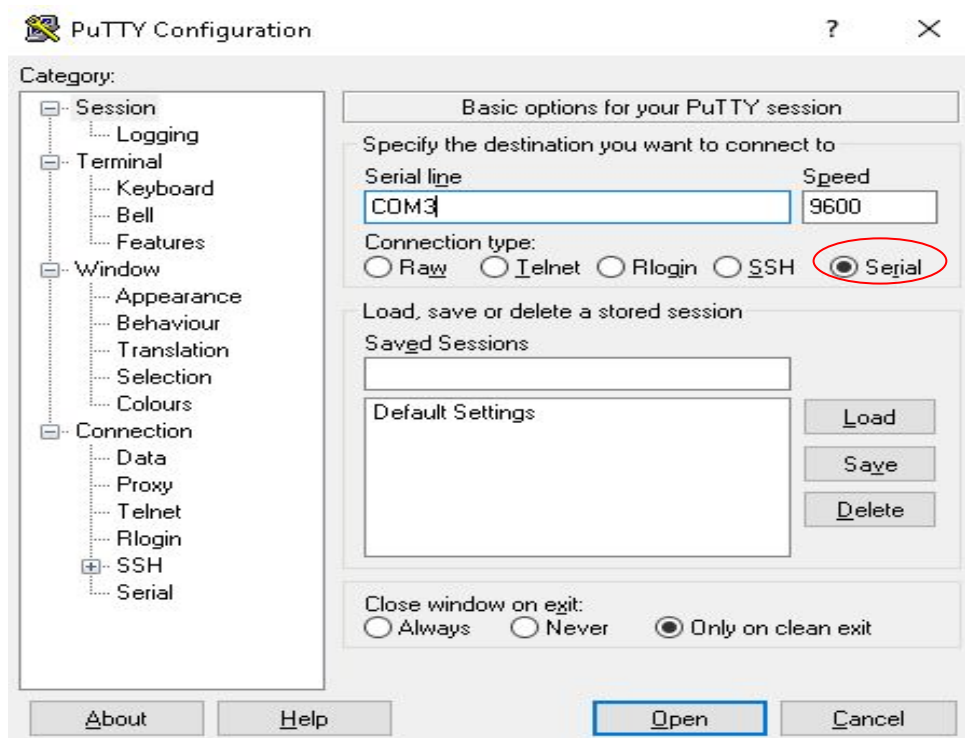 PuTTY Configuration
?
Category:
Session
Logging
Terminal
Keyboard
Bell
Features
Window
Appearance
Behaviour
Translation
Selection
Colours
Connection
Data
Proxy
Telnet
Rlogin
SSH
Serial
Basic options for your PuTTY session
Specify the destination you want to connect to
Serial line Speed
COM3 9600
Connection type:
Raw Telnet Rlogin SSH Serial
Load, save or delete a stored session
Saved Sessions
Default Settings
Load
Save
Delete
Close window on exit:
Always Never Only on clean exit
About Help Open Cancel